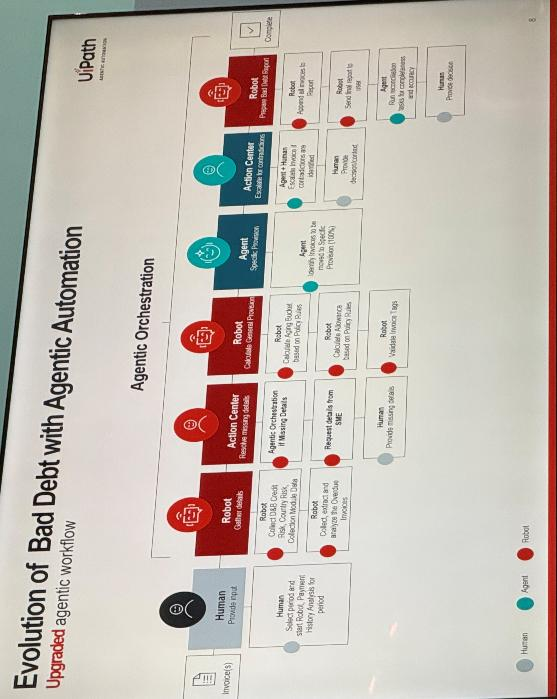 Evolution of Bad Debt with Agentic Automation
Upgraded agentic workflow
UiPath
AGENTIC AUTOMATION
Agentic Orchestration
Invoice(s)
Human
Provide input
Human
Select period and
start Robot, Payment
History Analysis for
period
Robot
Gather details
Robot
Collect D&B Credit
Risk, Country Risk,
Collection Module Data
Robot
Collect, extract and
analyze the Overdue
Invoices
Action Center
Resolve missing details
Agentic Orchestration
if Missing Details
Request details from
SME
Human
Provide missing details
Robot
Calculate General Provision
Robot
Calculate Aging Bucket
based on Policy Rules
Robot
Calculate Allowance
based on Policy Rules
Robot
Validate Invoice Tags
Agent
Specific Provision
Agent
Identify Invoices to be
moved to Specific
Provision (100%)
Action Center
Escalate for contradictions
Agent + Human
Escalate Invoice if
contradictions are
identified
Human
Provide
decision/context
Robot
Prepare Bad Debt Report
Robot
Append all invoices to
Report
Robot
Send final report to
user
Agent
Run reconciliation
tasks for completeness
and accuracy
Human
Provide decision
Complete
Human
Agent
Robot
8